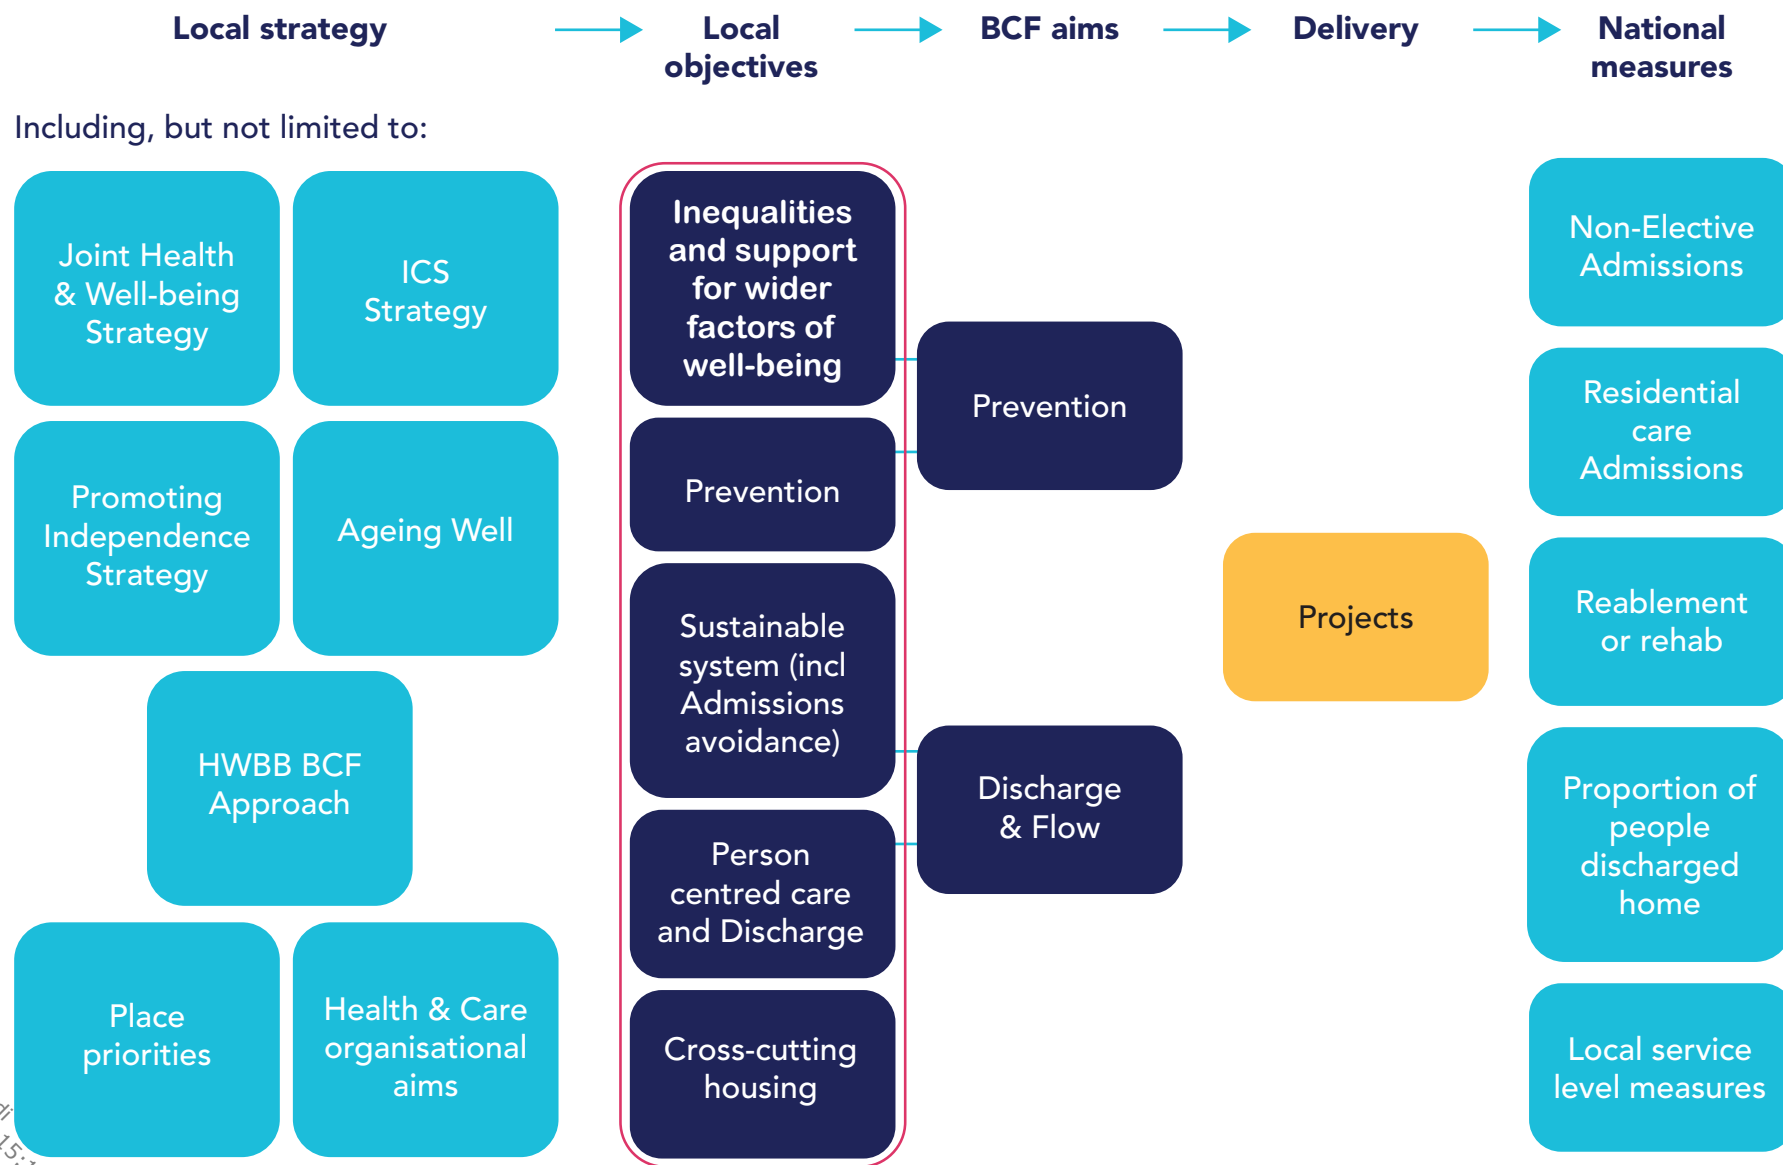 Local strategy
Local
objectives
BCF aims
Delivery
National
measures
Including, but not limited to:
Joint Health
& Well-being
Strategy
ICS
Strategy
Promoting
Independence
Strategy
Ageing Well
HWBB BCF
Approach
Place
priorities
Health & Care
organisational
aims
Inequalities
and support
for wider
factors of
well-being
Prevention
Sustainable
system (incl
Admissions
avoidance)
Person
centred care
and Discharge
Cross-cutting
housing
Prevention
Discharge
& Flow
Projects
Non-Elective
Admissions
Residential
care
Admissions
Reablement
or rehab
Proportion of
people
discharged
home
Local service
level measures